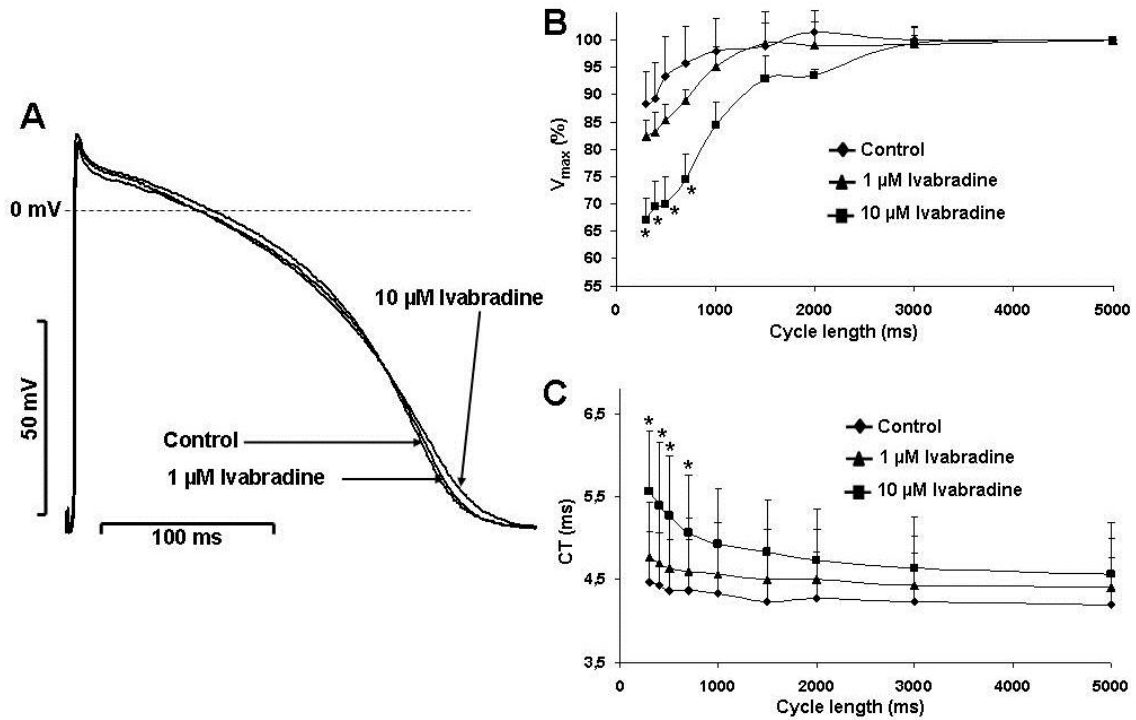 A
0 mV
50 mV
100 ms
10 µM Ivabradine
Control
1 µM Ivabradine
B
Vmax (%)
100
95
90
85
80
75
70
65
60
55
* * * *
Control
1 µM Ivabradine
10 µM Ivabradine
0 1000 2000 3000 4000 5000
Cycle length (ms)
C
CT (ms)
6,5
5,5
4,5
3,5
* * * *
Control
1 µM Ivabradine
10 µM Ivabradine
0 1000 2000 3000 4000 5000
Cycle length (ms)